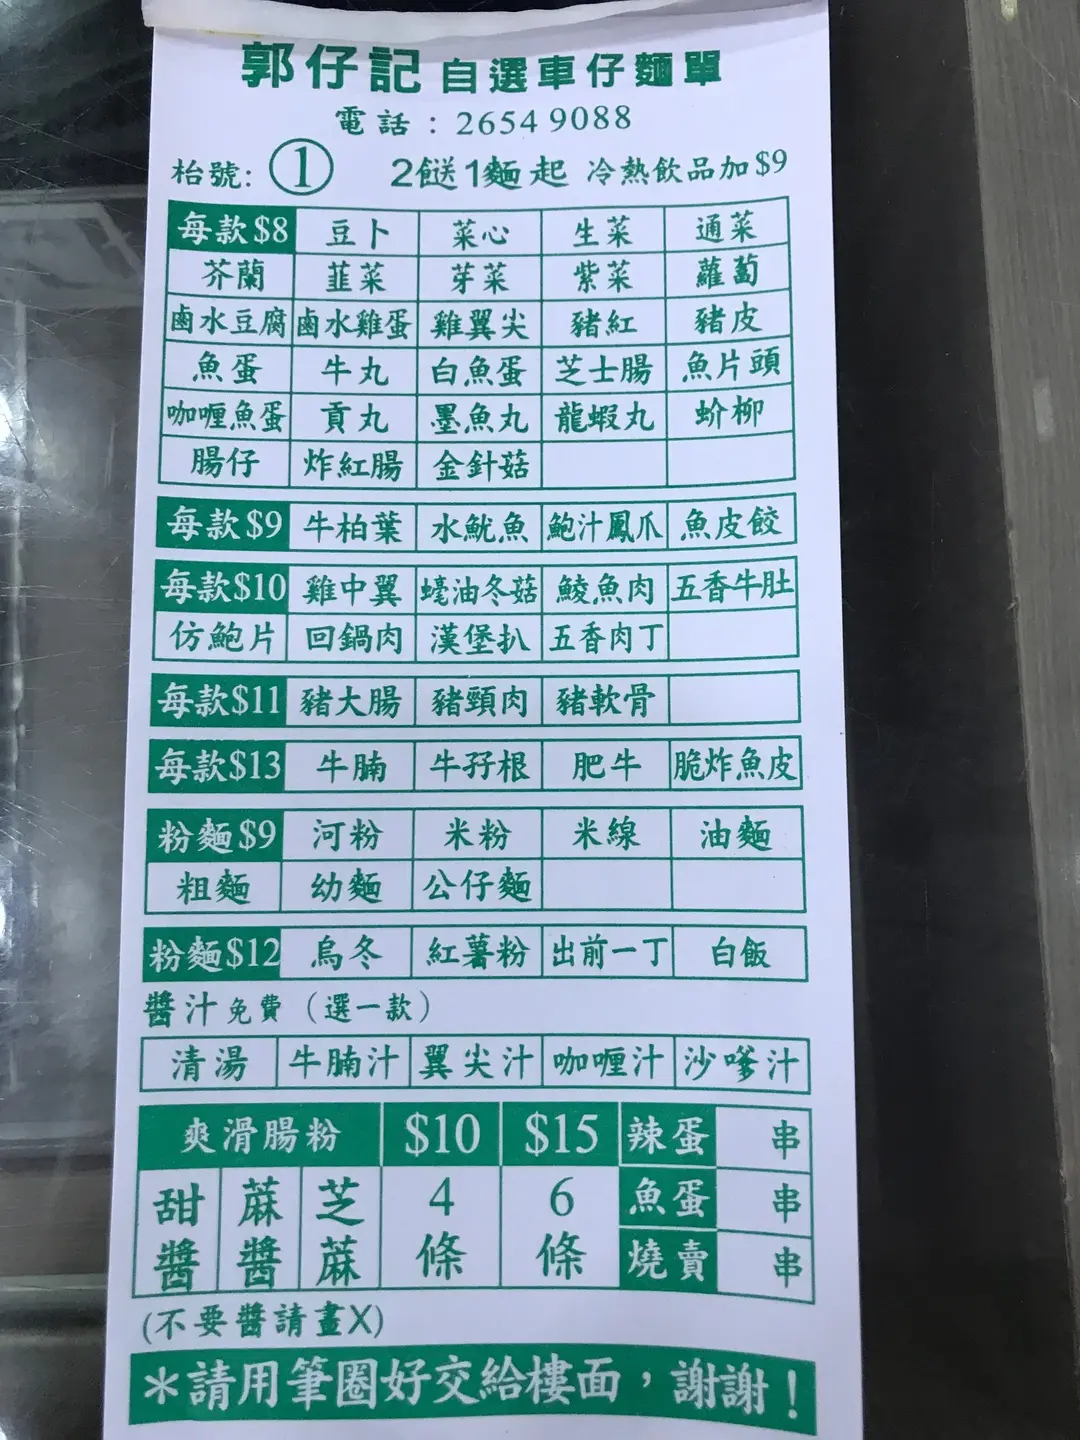 郭仔記 自選車仔麵單
電話：2654 9088
枱號: ① 2餸1麵起 冷熱飲品加$9
每款$8 豆卜 菜心 生菜 通菜
芥蘭 韮菜 芽菜 紫菜 蘿蔔
鹵水豆腐 鹵水雞蛋 雞翼尖 豬紅 豬皮
魚蛋 牛丸 白魚蛋 芝士腸 魚片頭
咖喱魚蛋 貢丸 墨魚丸 龍蝦丸 蚧柳
腸仔 炸紅腸 金針菇
每款$9 牛柏葉 水魷魚 鮑汁鳳爪 魚皮餃
每款$10 雞中翼 蠔油冬菇 鯪魚肉 五香牛肚
仿鮑片 回鍋肉 漢堡扒 五香肉丁
每款$11 豬大腸 豬頸肉 豬軟骨
每款$13 牛腩 牛孖根 肥牛 脆炸魚皮
粉麵$9 河粉 米粉 米線 油麵
粗麵 幼麵 公仔麵
粉麵$12 烏冬 紅薯粉 出前一丁 白飯
醬汁免費（選一款）
清湯 牛腩汁 翼尖汁 咖喱汁 沙嗲汁
爽滑腸粉 $10 $15 辣蛋 串
甜醬 蔴醬 芝蔴 4條 6條 魚蛋 串
燒賣 串
(不要醬請畫X)
＊請用筆圈好交給樓面，謝謝！